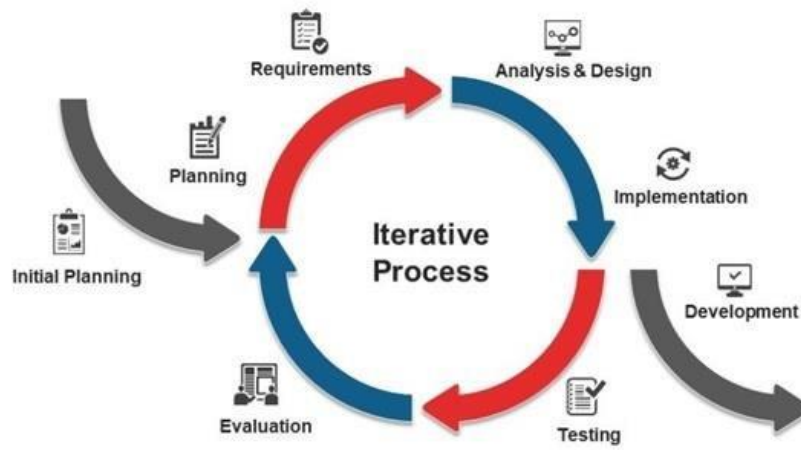 Requirements
Analysis & Design
Planning
Implementation
Iterative
Process
Initial Planning
Development
Evaluation
Testing